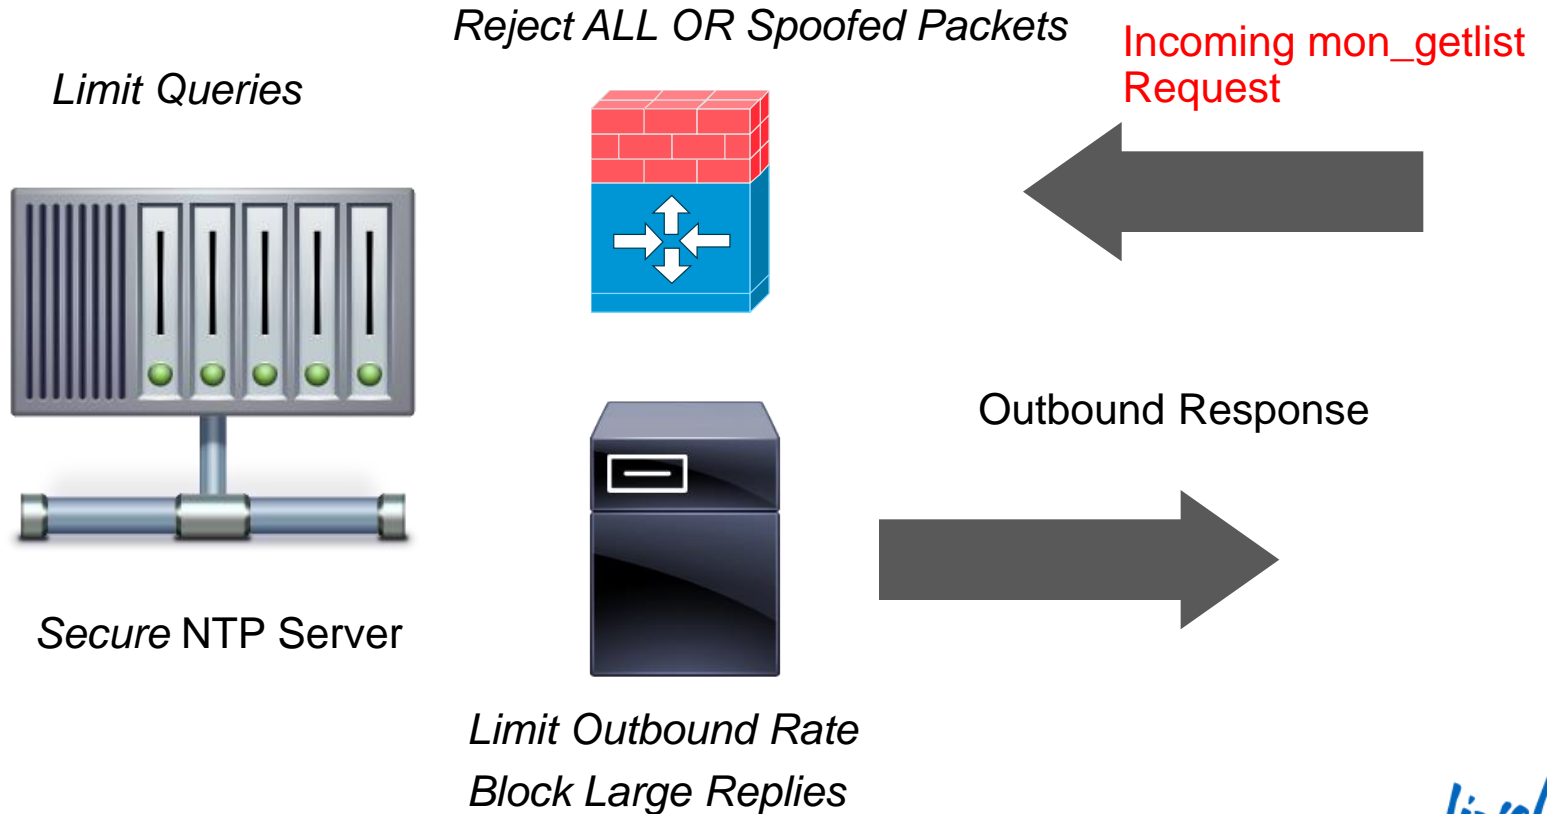 Reject ALL OR Spoofed Packets
Incoming mon_getlist
Request
Limit Queries
Outbound Response
Secure NTP Server
Limit Outbound Rate
Block Large Replies